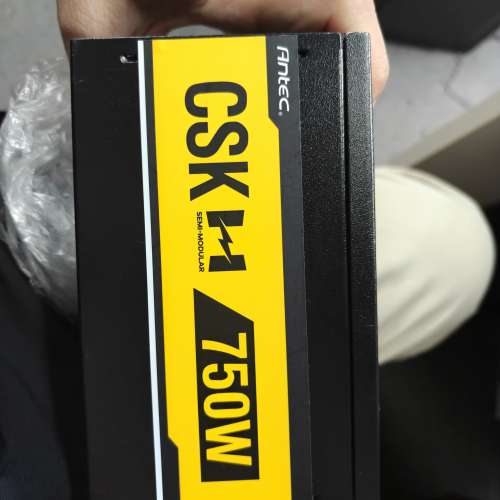 Antec®
CSK H
SEMI-MODULAR
750W